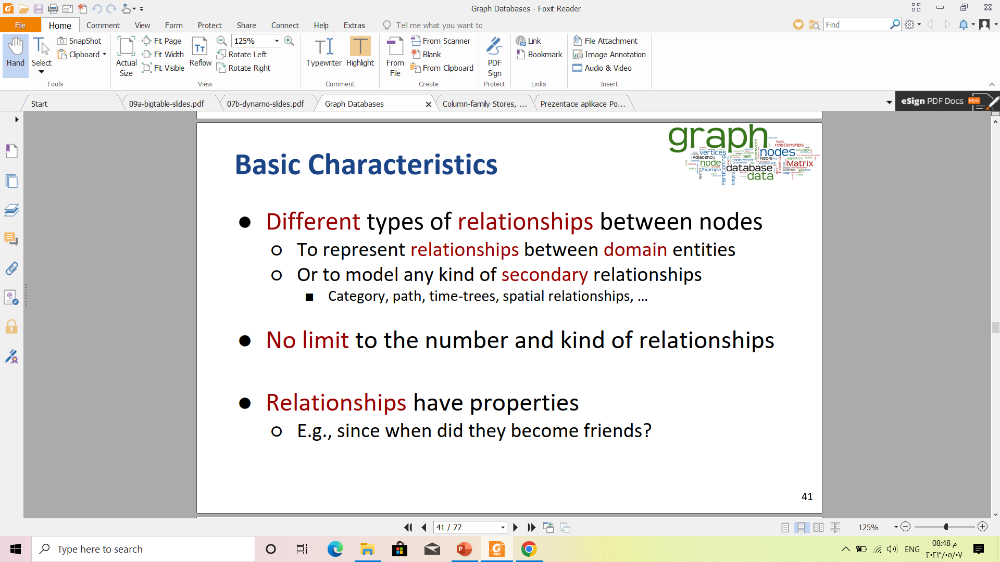 Graph Databases - Foxit Reader
File Home Comment View Form Protect Share Connect Help Extras Tell me what you want to Find
Hand
Select
SnapShot
Clipboard
Tools
Actual Size
Fit Page
Fit Width
Fit Visible
Reflow
125%
Rotate Left
Rotate Right
View
Typewriter
Highlight
Comment
From File
From Scanner
Blank
From Clipboard
Create
PDF Sign
Protect
Link
Bookmark
Links
File Attachment
Image Annotation
Audio & Video
Insert
Start 09a-bigtable-slides.pdf 07b-dynamo-slides.pdf Graph Databases Column-family Stores, ... Prezentace aplikace Po... eSign PDF Docs PDF
graph
relationships
vertices nodes
Adjacency set Neo4j
connected
node Matrix
Example database
data
edges
Partitioning
Bandwidth
algorithm
Basic Characteristics
● Different types of relationships between nodes
○ To represent relationships between domain entities
○ Or to model any kind of secondary relationships
■ Category, path, time-trees, spatial relationships, ...
● No limit to the number and kind of relationships
● Relationships have properties
○ E.g., since when did they become friends?
41
41 / 77 125%
Type here to search ENG 08:48 م
٢٠٢٣/٠٥/٠٧